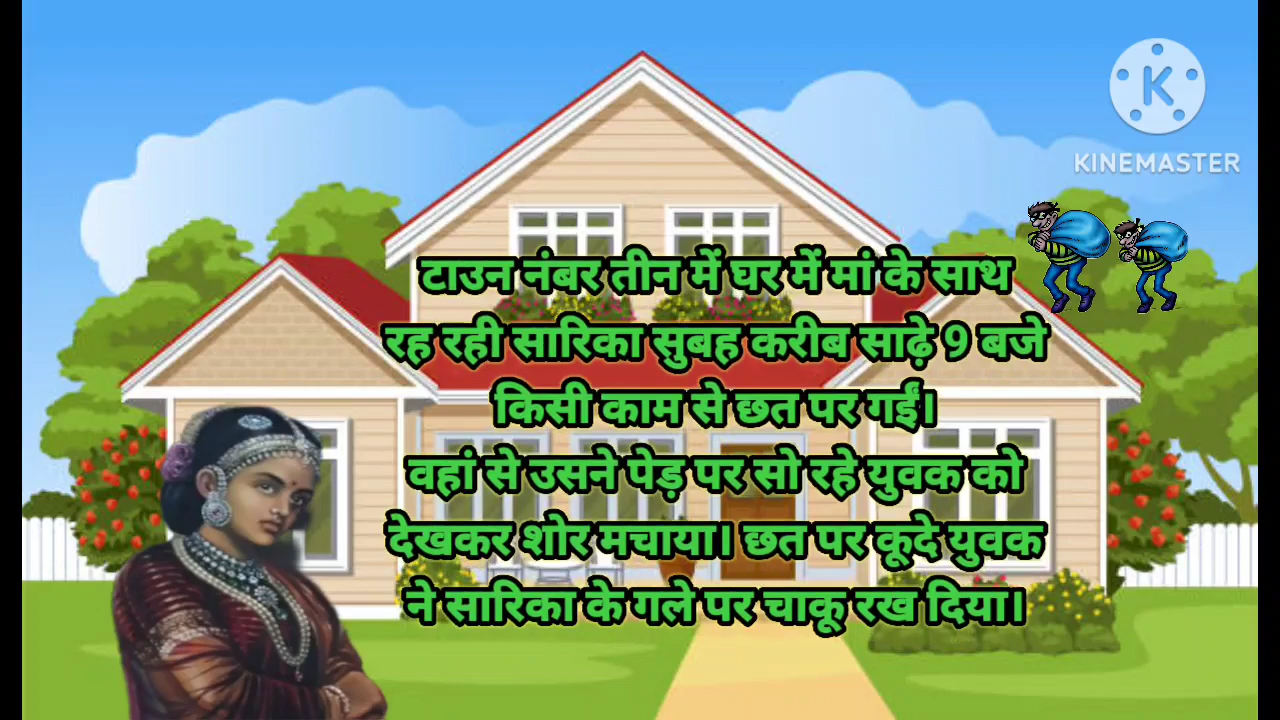 KINEMASTER
टाउन नंबर तीन में घर में मां के साथ
रह रही सारिका सुबह करीब साढ़े 9 बजे
किसी काम से छत पर गईं।
वहां से उसने पेड़ पर सो रहे युवक को
देखकर शोर मचाया। छत पर कूदे युवक
ने सारिका के गले पर चाकू रख दिया।